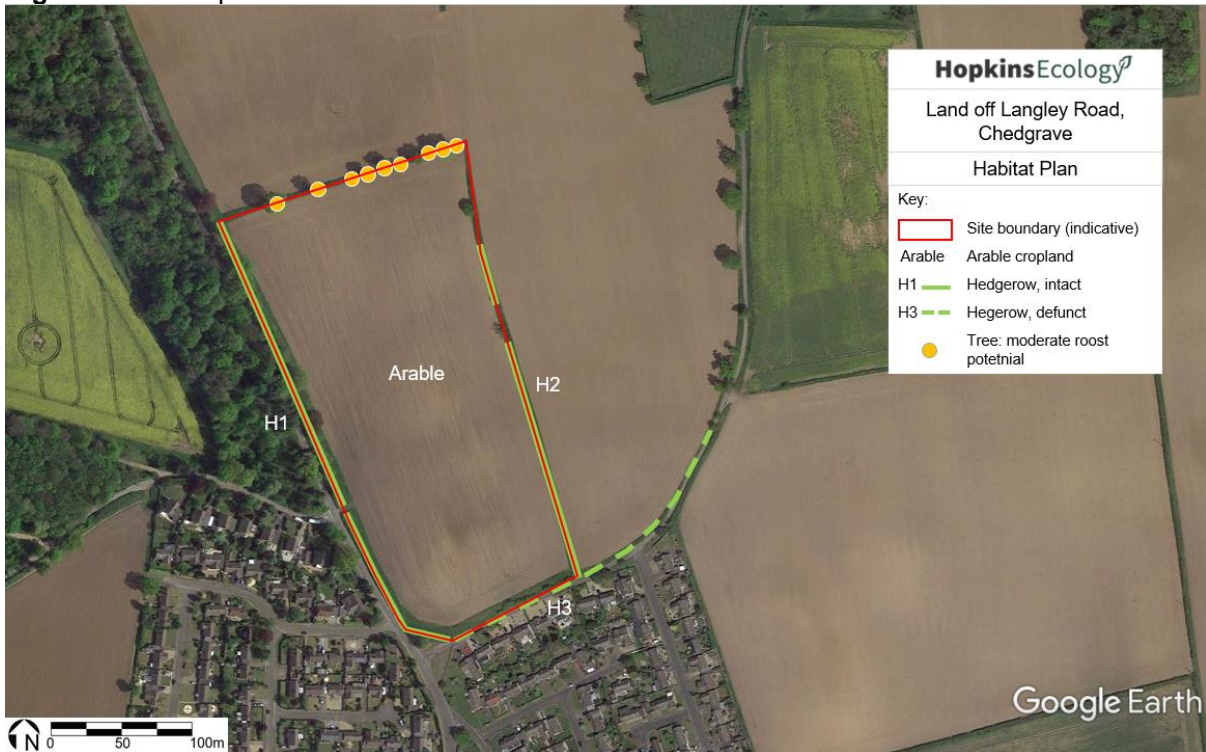 HopkinsEcology
Land off Langley Road,
Chedgrave
Habitat Plan
Key:
Site boundary (indicative)
Arable Arable cropland
H1 Hedgerow, intact
H3 Hegerow, defunct
Tree: moderate roost
potetnial
Arable
H2
H1
H3
Google Earth
N 0 50 100m